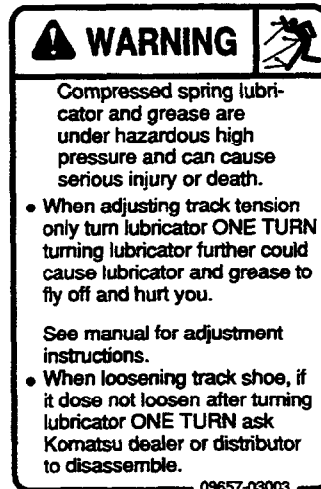 WARNING
Compressed spring lubri-
cator and grease are
under hazardous high
pressure and can cause
serious injury or death.
• When adjusting track tension
only turn lubricator ONE TURN
turning lubricator further could
cause lubricator and grease to
fly off and hurt you.
See manual for adjustment
instructions.
• When loosening track shoe, if
it dose not loosen after turning
lubricator ONE TURN ask
Komatsu dealer or distributor
to disassemble.
09657-03003